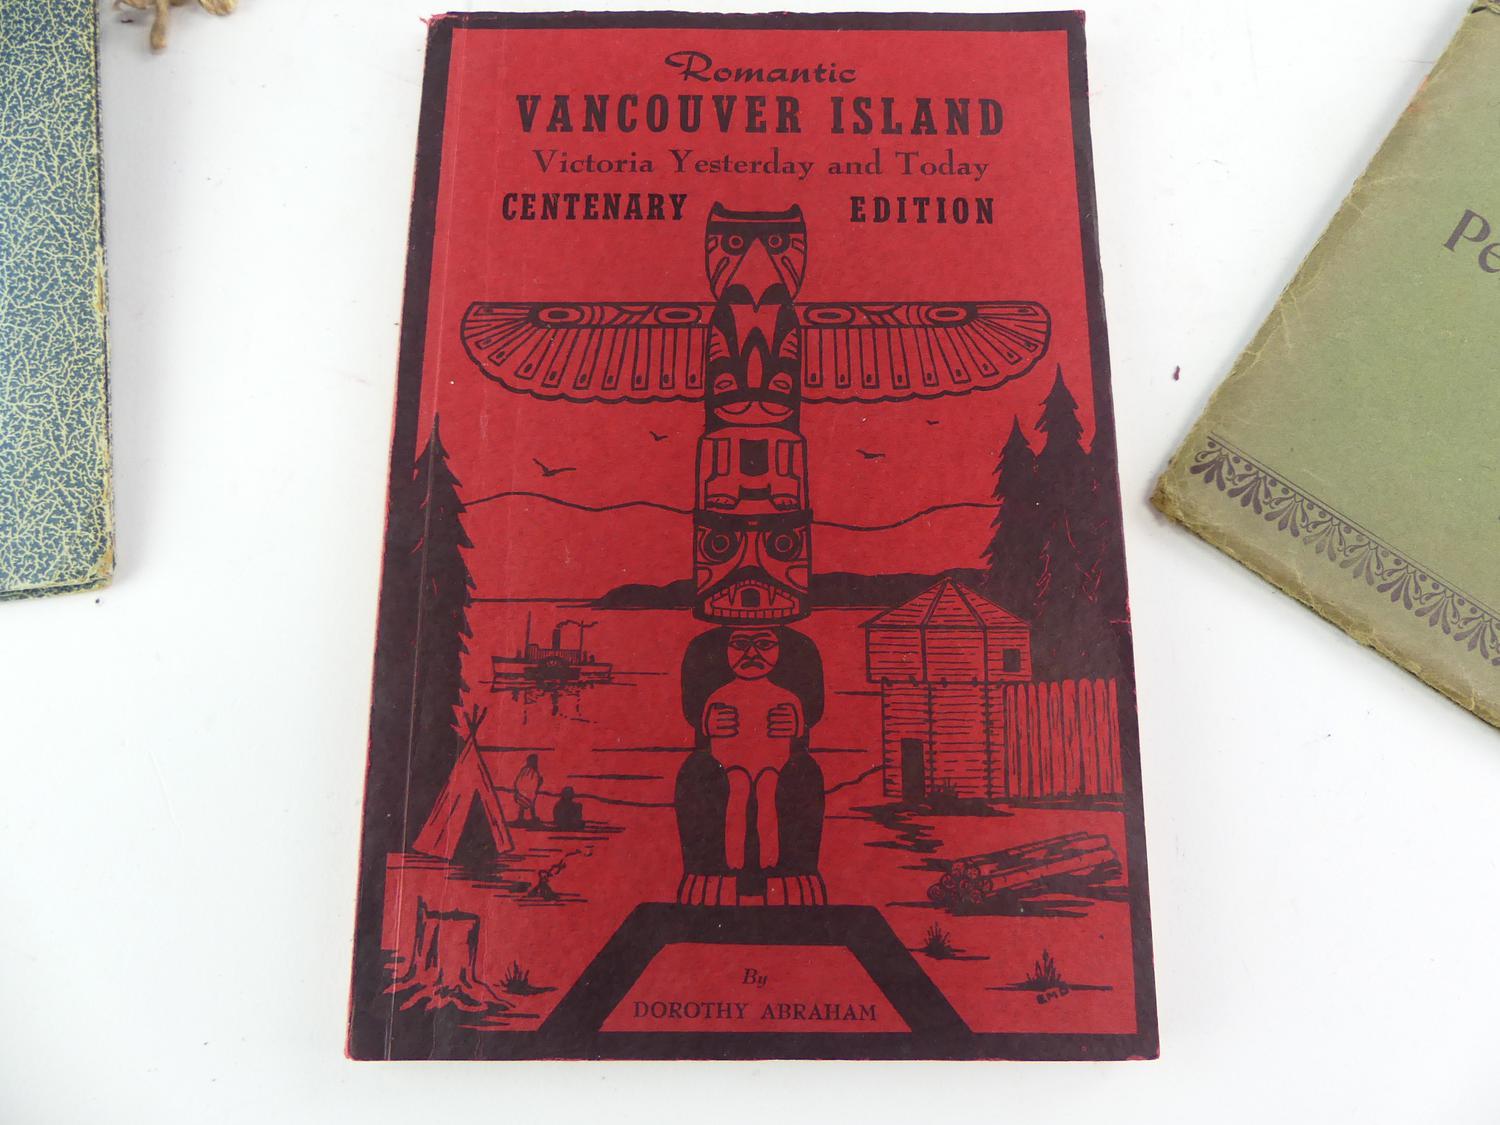 Romantic
VANCOUVER ISLAND
Victoria Yesterday and Today
CENTENARY EDITION
By
DOROTHY ABRAHAM
Pe